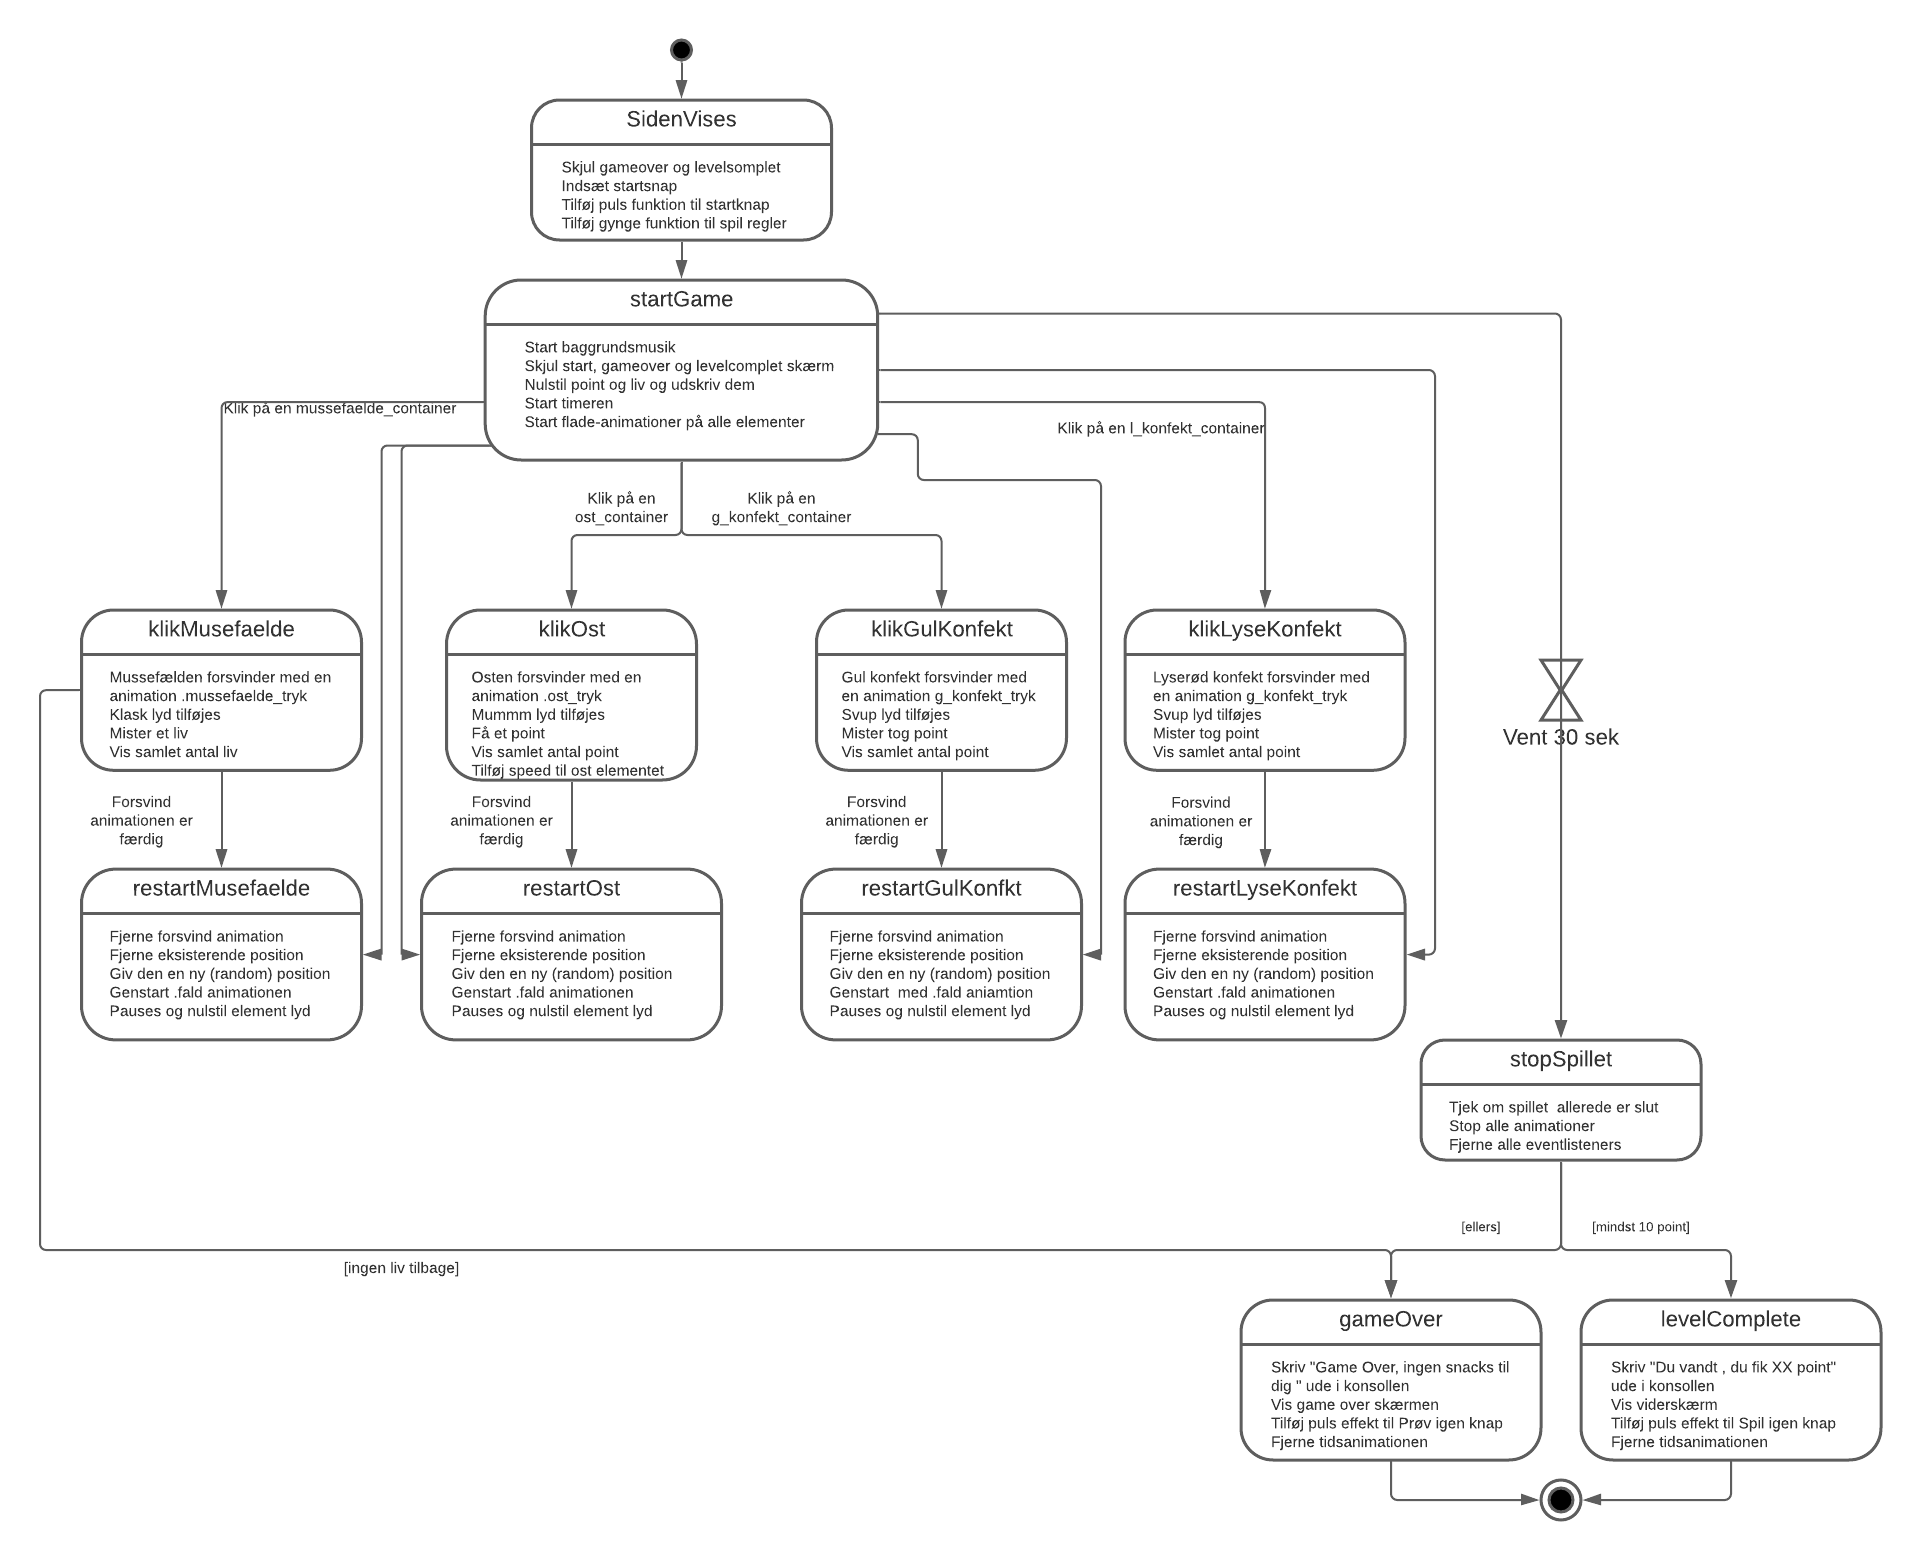 SidenVises
Skjul gameover og levelsomplet
Indsæt startsnap
Tilføj puls funktion til startknap
Tilføj gynge funktion til spil regler
startGame
Start baggrundsmusik
Skjul start, gameover og levelcomplet skærm
Nulstil point og liv og udskriv dem
Start timeren
Start flade-animationer på alle elementer
Klik på en mussefaelde_container
Klik på en l_konfekt_container
Klik på en
ost_container
Klik på en
g_konfekt_container
klikMusefaelde
Mussefælden forsvinder med en
animation .mussefaelde_tryk
Klask lyd tilføjes
Mister et liv
Vis samlet antal liv
klikOst
Osten forsvinder med en
animation .ost_tryk
Mummm lyd tilføjes
Få et point
Vis samlet antal point
Tilføj speed til ost elementet
klikGulKonfekt
Gul konfekt forsvinder med
en animation g_konfekt_tryk
Svup lyd tilføjes
Mister tog point
Vis samlet antal point
klikLyseKonfekt
Lyserød konfekt forsvinder med
en animation g_konfekt_tryk
Svup lyd tilføjes
Mister tog point
Vis samlet antal point
Vent 30 sek
Forsvind
animationen er
færdig
Forsvind
animationen er
færdig
Forsvind
animationen er
færdig
Forsvind
animationen er
færdig
restartMusefaelde
Fjerne forsvind animation
Fjerne eksisterende position
Giv den en ny (random) position
Genstart .fald animationen
Pauses og nulstil element lyd
restartOst
Fjerne forsvind animation
Fjerne eksisterende position
Giv den en ny (random) position
Genstart .fald animationen
Pauses og nulstil element lyd
restartGulKonfkt
Fjerne forsvind animation
Fjerne eksisterende position
Giv den en ny (random) position
Genstart  med .fald aniamtion
Pauses og nulstil element lyd
restartLyseKonfekt
Fjerne forsvind animation
Fjerne eksisterende position
Giv den en ny (random) position
Genstart .fald animationen
Pauses og nulstil element lyd
stopSpillet
Tjek om spillet  allerede er slut
Stop alle animationer
Fjerne alle eventlisteners
[ellers]
[mindst 10 point]
[ingen liv tilbage]
gameOver
Skriv "Game Over, ingen snacks til
dig " ude i konsollen
Vis game over skærmen
Tilføj puls effekt til Prøv igen knap
Fjerne tidsanimationen
levelComplete
Skriv "Du vandt , du fik XX point"
ude i konsollen
Vis viderskærm
Tilføj puls effekt til Spil igen knap
Fjerne tidsanimationen